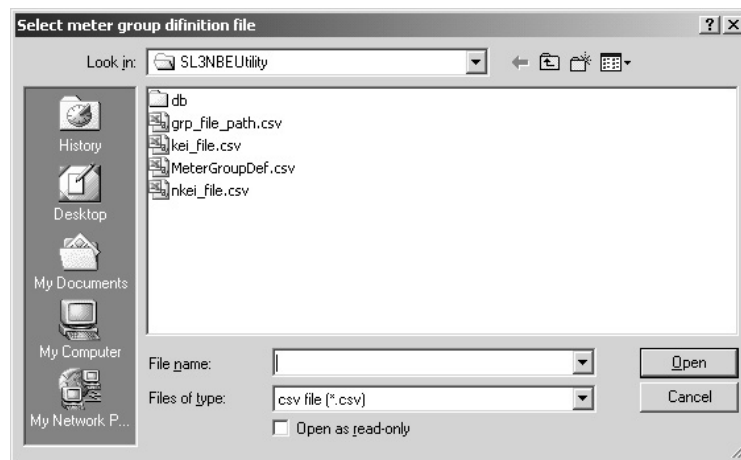 Select meter group difinition file
Look in: SL3NBEUtility
History
Desktop
My Documents
My Computer
My Network P...
db
grp_file_path.csv
kei_file.csv
MeterGroupDef.csv
nkei_file.csv
File name:
Open
Files of type: csv file (*.csv)
Cancel
Open as read-only